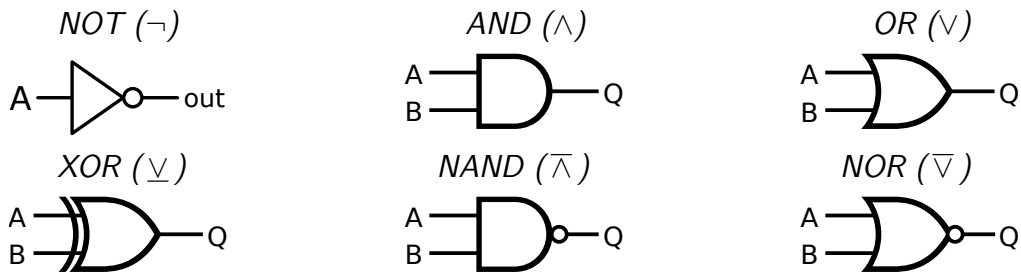 NOT (¬) AND (∧) OR (∨)
A out A B Q A B Q
XOR (⊻) NAND (⊼) NOR (⊽)
A B Q A B Q A B Q